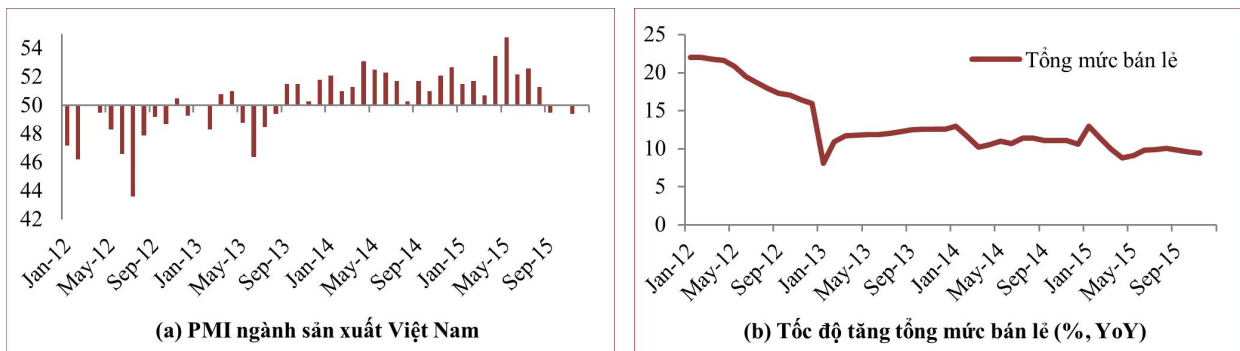 54
52
50
48
46
44
42
Jan-12
May-12
Sep-12
Jan-13
May-13
Sep-13
Jan-14
May-14
Sep-14
Jan-15
May-15
Sep-15
(a) PMI ngành sản xuất Việt Nam
25
20
15
10
5
0
Tổng mức bán lẻ
Jan-12
May-12
Sep-12
Jan-13
May-13
Sep-13
Jan-14
May-14
Sep-14
Jan-15
May-15
Sep-15
(b) Tốc độ tăng tổng mức bán lẻ (%, YoY)